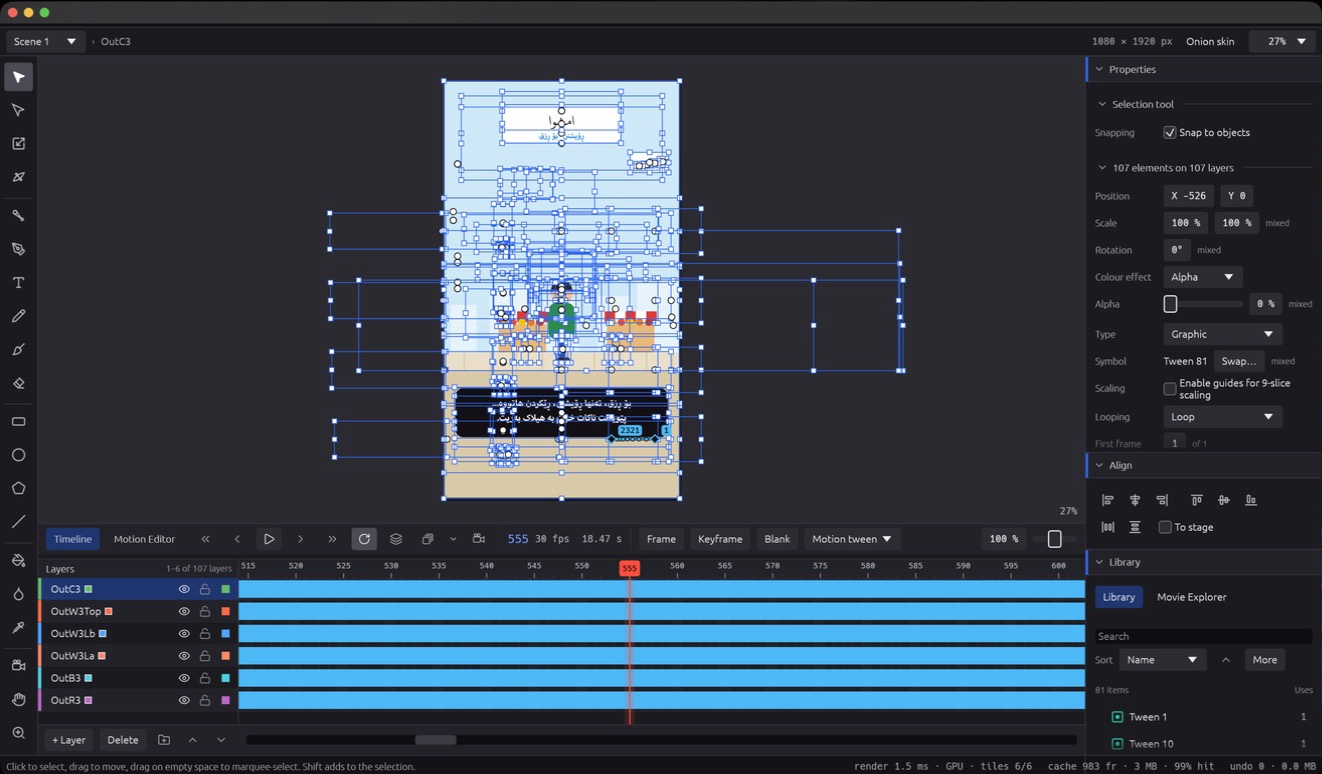 Scene 1
OutC3
1080 × 1920 px
Onion skin
27%
Properties
Selection tool
Snapping
Snap to objects
107 elements on 107 layers
Position
X -526
Y 0
Scale
100 %
100 %
mixed
Rotation
0°
mixed
Colour effect
Alpha
Alpha
0 %
mixed
Type
Graphic
Symbol
Tween 81
Swap...
mixed
Scaling
Enable guides for 9-slice
scaling
Looping
Loop
First frame
1
of 1
Align
To stage
Library
Library
Movie Explorer
Search
Sort
Name
More
81 items
Uses
Tween 1
1
Tween 10
1
2321
1
27%
Timeline
Motion Editor
555
30 fps
18.47 s
Frame
Keyframe
Blank
Motion tween
100 %
Layers
1-6 of 107 layers
515
520
525
530
535
540
545
550
555
560
565
570
575
580
585
590
595
600
OutC3
OutW3Top
OutW3Lb
OutW3La
OutB3
OutR3
+ Layer
Delete
Click to select, drag to move, drag on empty space to marquee-select. Shift adds to the selection.
render 1.5 ms · GPU · tiles 6/6
cache 983 fr · 3 MB · 99% hit
undo 0 · 0.0 MB